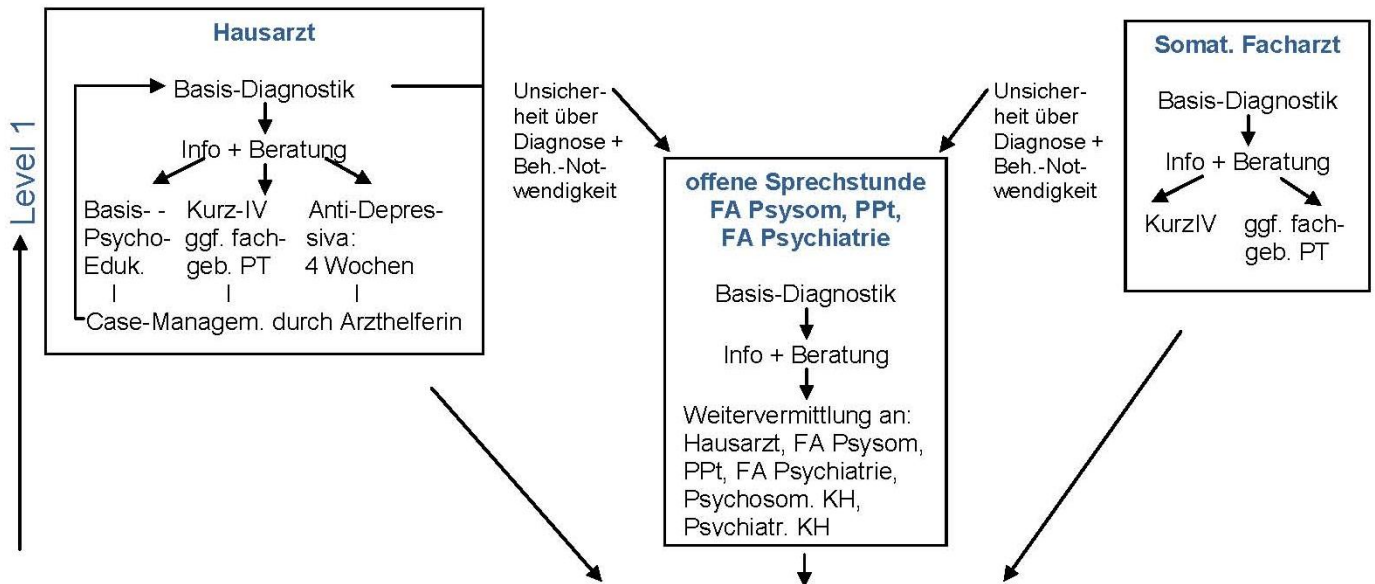 Level 1
Hausarzt
Basis-Diagnostik
Info + Beratung
Basis- -
Psycho-
Eduk.
Kurz-IV
ggf. fach-
geb. PT
Anti-Depres-
siva:
4 Wochen
Case-Managem. durch Arzthelferin
Unsicher-
heit über
Diagnose +
Beh.-Not-
wendigkeit
offene Sprechstunde
FA Psysom, PPt,
FA Psychiatrie
Basis-Diagnostik
Info + Beratung
Weitervermittlung an:
Hausarzt, FA Psysom,
PPt, FA Psychiatrie,
Psychosom. KH,
Psychiatr. KH
Unsicher-
heit über
Diagnose +
Beh.-Not-
wendigkeit
Somat. Facharzt
Basis-Diagnostik
Info + Beratung
KurzIV
ggf. fach-
geb. PT